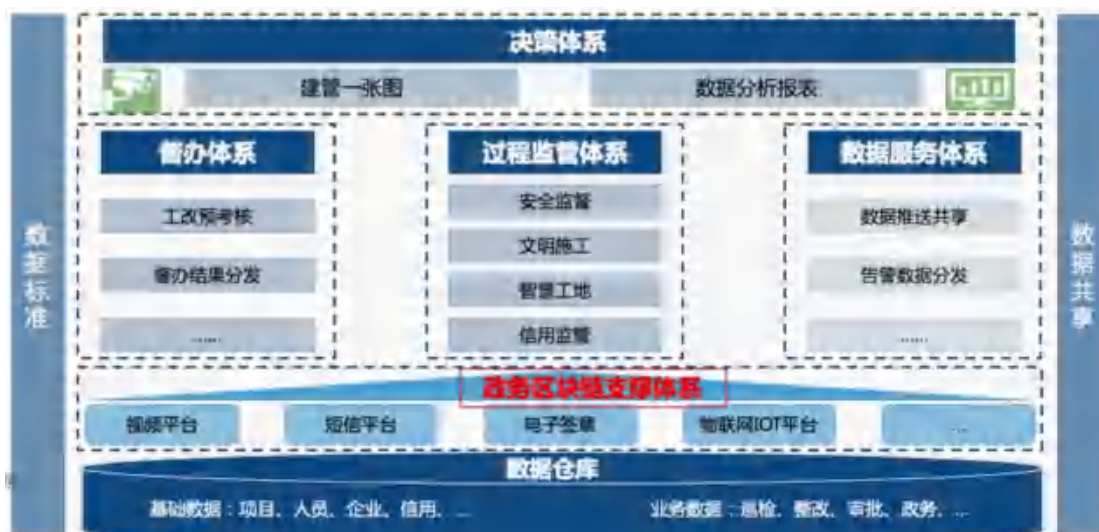 决策体系
建管一张图
数据分析报表
督办体系
工改预考核
督办结果分发
......
过程监管体系
安全监督
文明施工
智慧工地
信用监管
数据服务体系
数据推送共享
告警数据分发
......
数据标准
数据共享
政务区块链支撑体系
视频平台
短信平台
电子签章
物联网IOT平台
...
数据仓库
基础数据：项目、人员、企业、信用、...
业务数据：巡检、整改、审批、政务、...